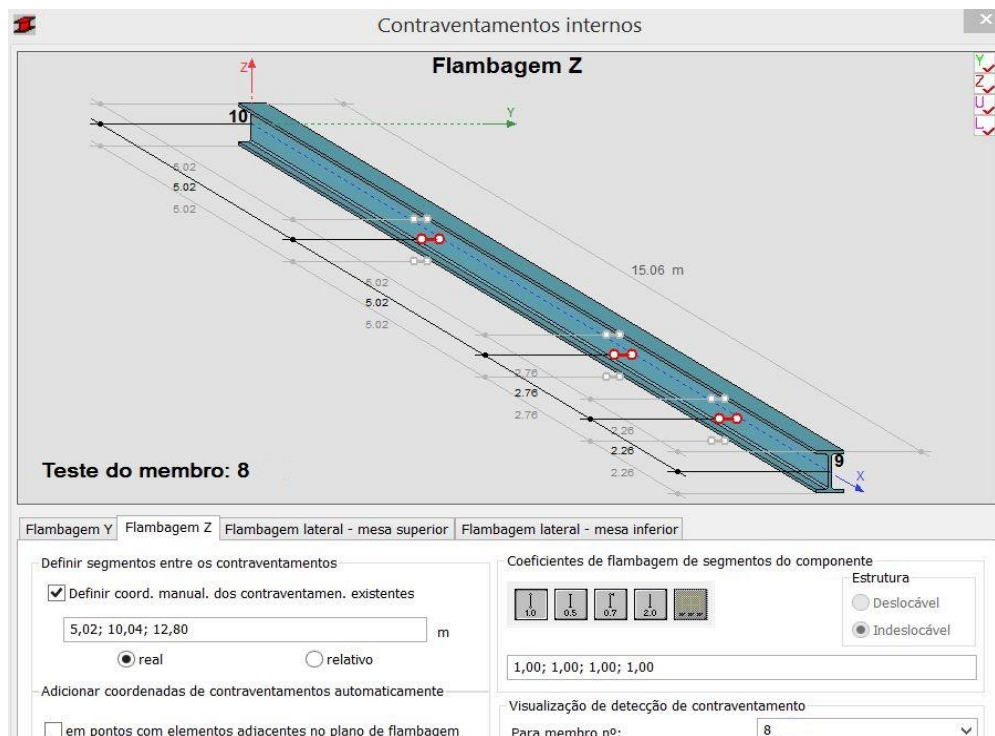 Contraventamentos internos
Flambagem Z
Z
Y
10
5.02
5.02
5.02
5.02
5.02
5.02
15.06 m
2.76
2.76
2.76
2.26
2.26
2.26
9
X
Teste do membro: 8
Y
Z
U
L
Flambagem Y
Flambagem Z
Flambagem lateral - mesa superior
Flambagem lateral - mesa inferior
Definir segmentos entre os contraventamentos
Definir coord. manual. dos contraventamen. existentes
5,02; 10,04; 12,80 m
real relativo
Adicionar coordenadas de contraventamentos automaticamente
em pontos com elementos adjacentes no plano de flambagem
Coeficientes de flambagem de segmentos do componente
1.0 0.5 0.7 2.0
Estrutura
Deslocável
Indeslocável
1,00; 1,00; 1,00; 1,00
Visualização de detecção de contraventamento
Para membro nº: 8